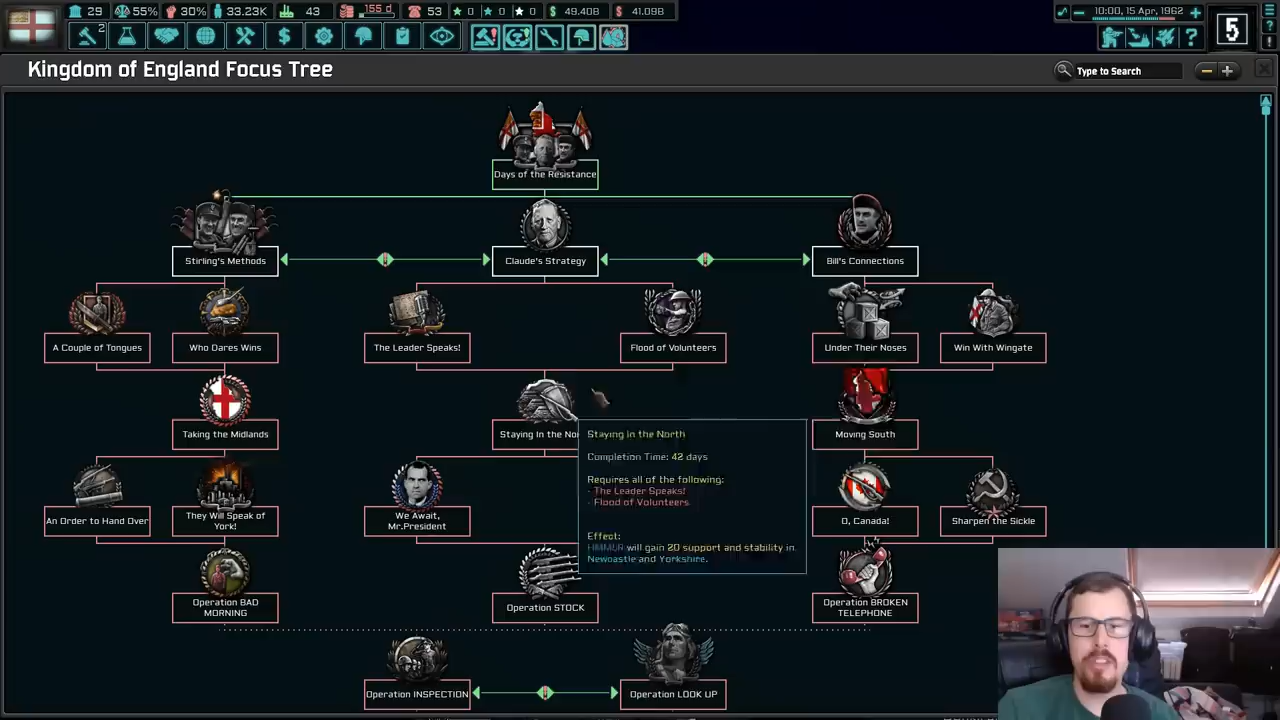 29 55% 30% 33.23K 43 155 d 53 0 0 0 49.40B 41.09B
10:00, 15 Apr, 1962
5
2
Kingdom of England Focus Tree
Type to Search
Days of the Resistance
Stirling's Methods
Claude's Strategy
Bill's Connections
A Couple of Tongues
Who Dares Wins
The Leader Speaks!
Flood of Volunteers
Under Their Noses
Win With Wingate
Taking the Midlands
Staying in the Nor
Moving South
Staying in the North
Completion Time: 42 days
Requires all of the following:
- The Leader Speaks!
- Flood of Volunteers
Effect:
HMMLR will gain 20 support and stability in
Newcastle and Yorkshire.
An Order to Hand Over
They Will Speak of
York!
We Await,
Mr.President
O, Canada!
Sharpen the Sickle
Operation BAD
MORNING
Operation STOCK
Operation BROKEN
TELEPHONE
Operation INSPECTION
Operation LOOK UP